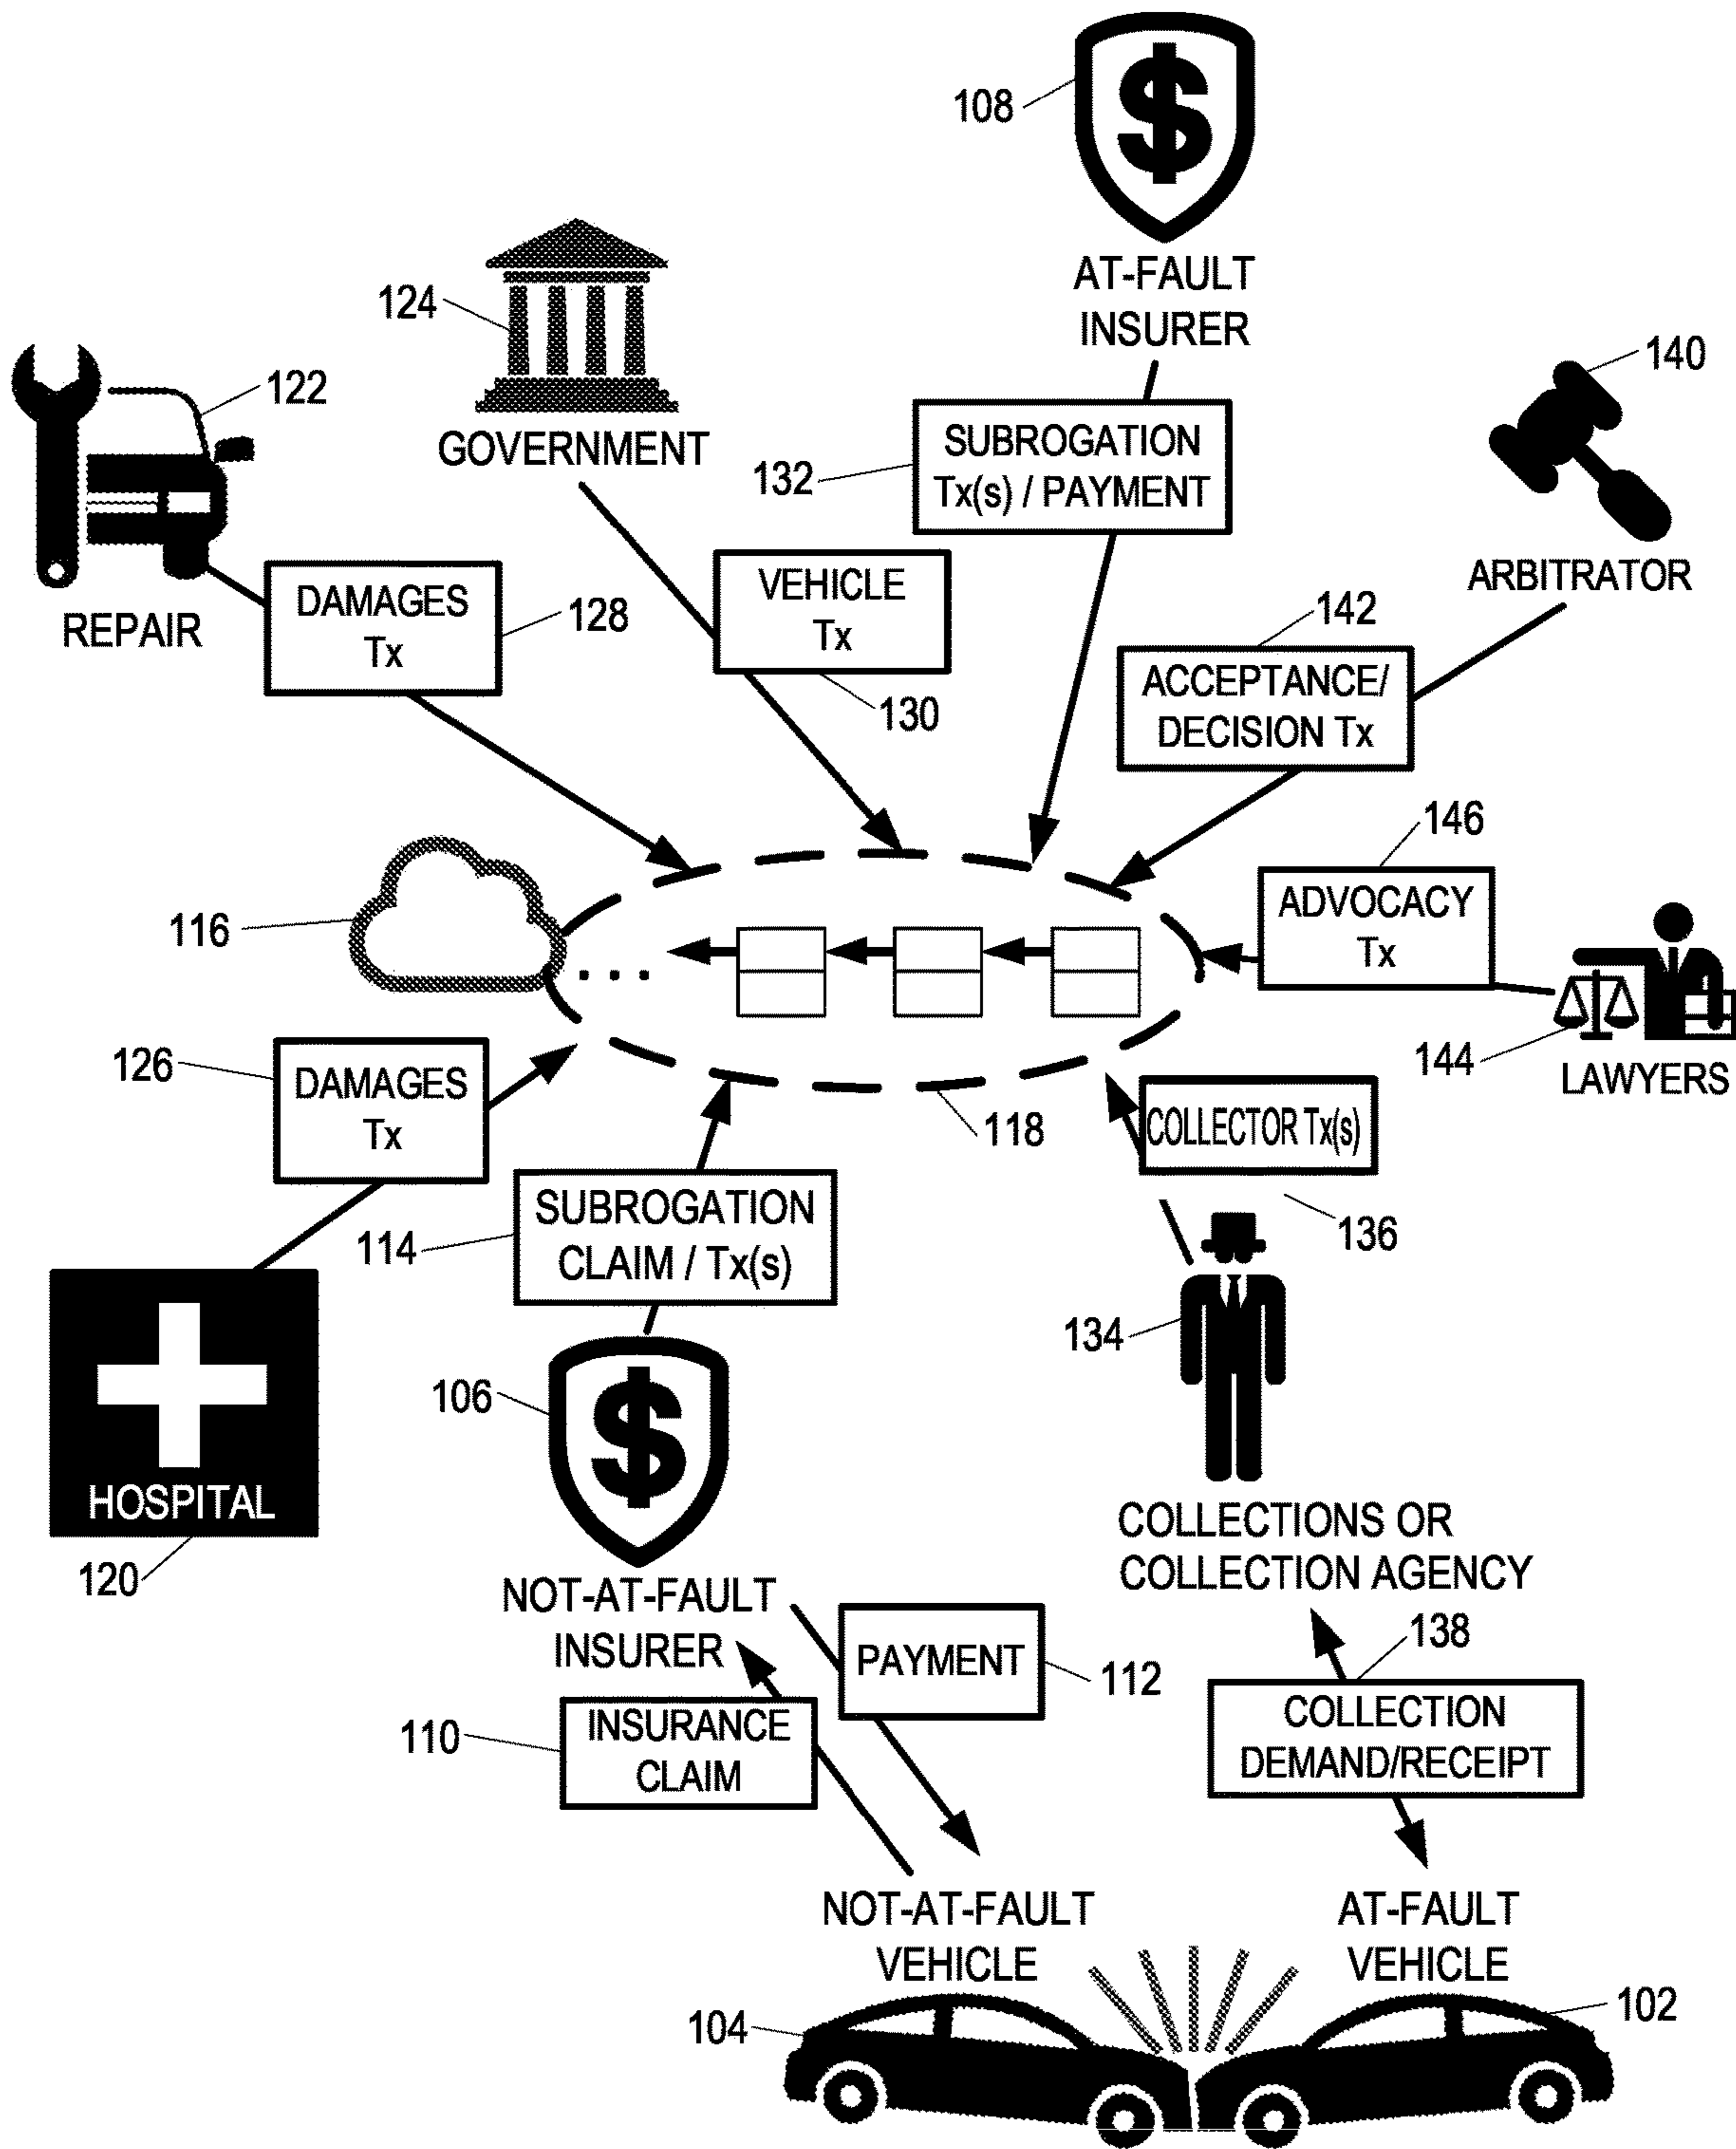 108
$
AT-FAULT
INSURER
124
GOVERNMENT
140
ARBITRATOR
122
REPAIR
132
SUBROGATION
Tx(s) / PAYMENT
DAMAGES
Tx
128
VEHICLE
Tx
130
142
ACCEPTANCE/
DECISION Tx
146
ADVOCACY
Tx
116
...
144
LAWYERS
126
DAMAGES
Tx
118
COLLECTOR Tx(s)
136
114
SUBROGATION
CLAIM / Tx(s)
134
106
$
HOSPITAL
120
COLLECTIONS OR
COLLECTION AGENCY
NOT-AT-FAULT
INSURER
PAYMENT
112
138
110
INSURANCE
CLAIM
COLLECTION
DEMAND/RECEIPT
NOT-AT-FAULT
VEHICLE
AT-FAULT
VEHICLE
104
102